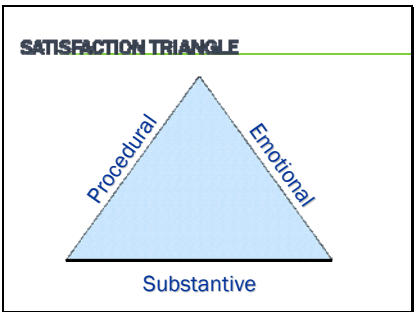 SATISFACTION TRIANGLE
Procedural
Emotional
Substantive